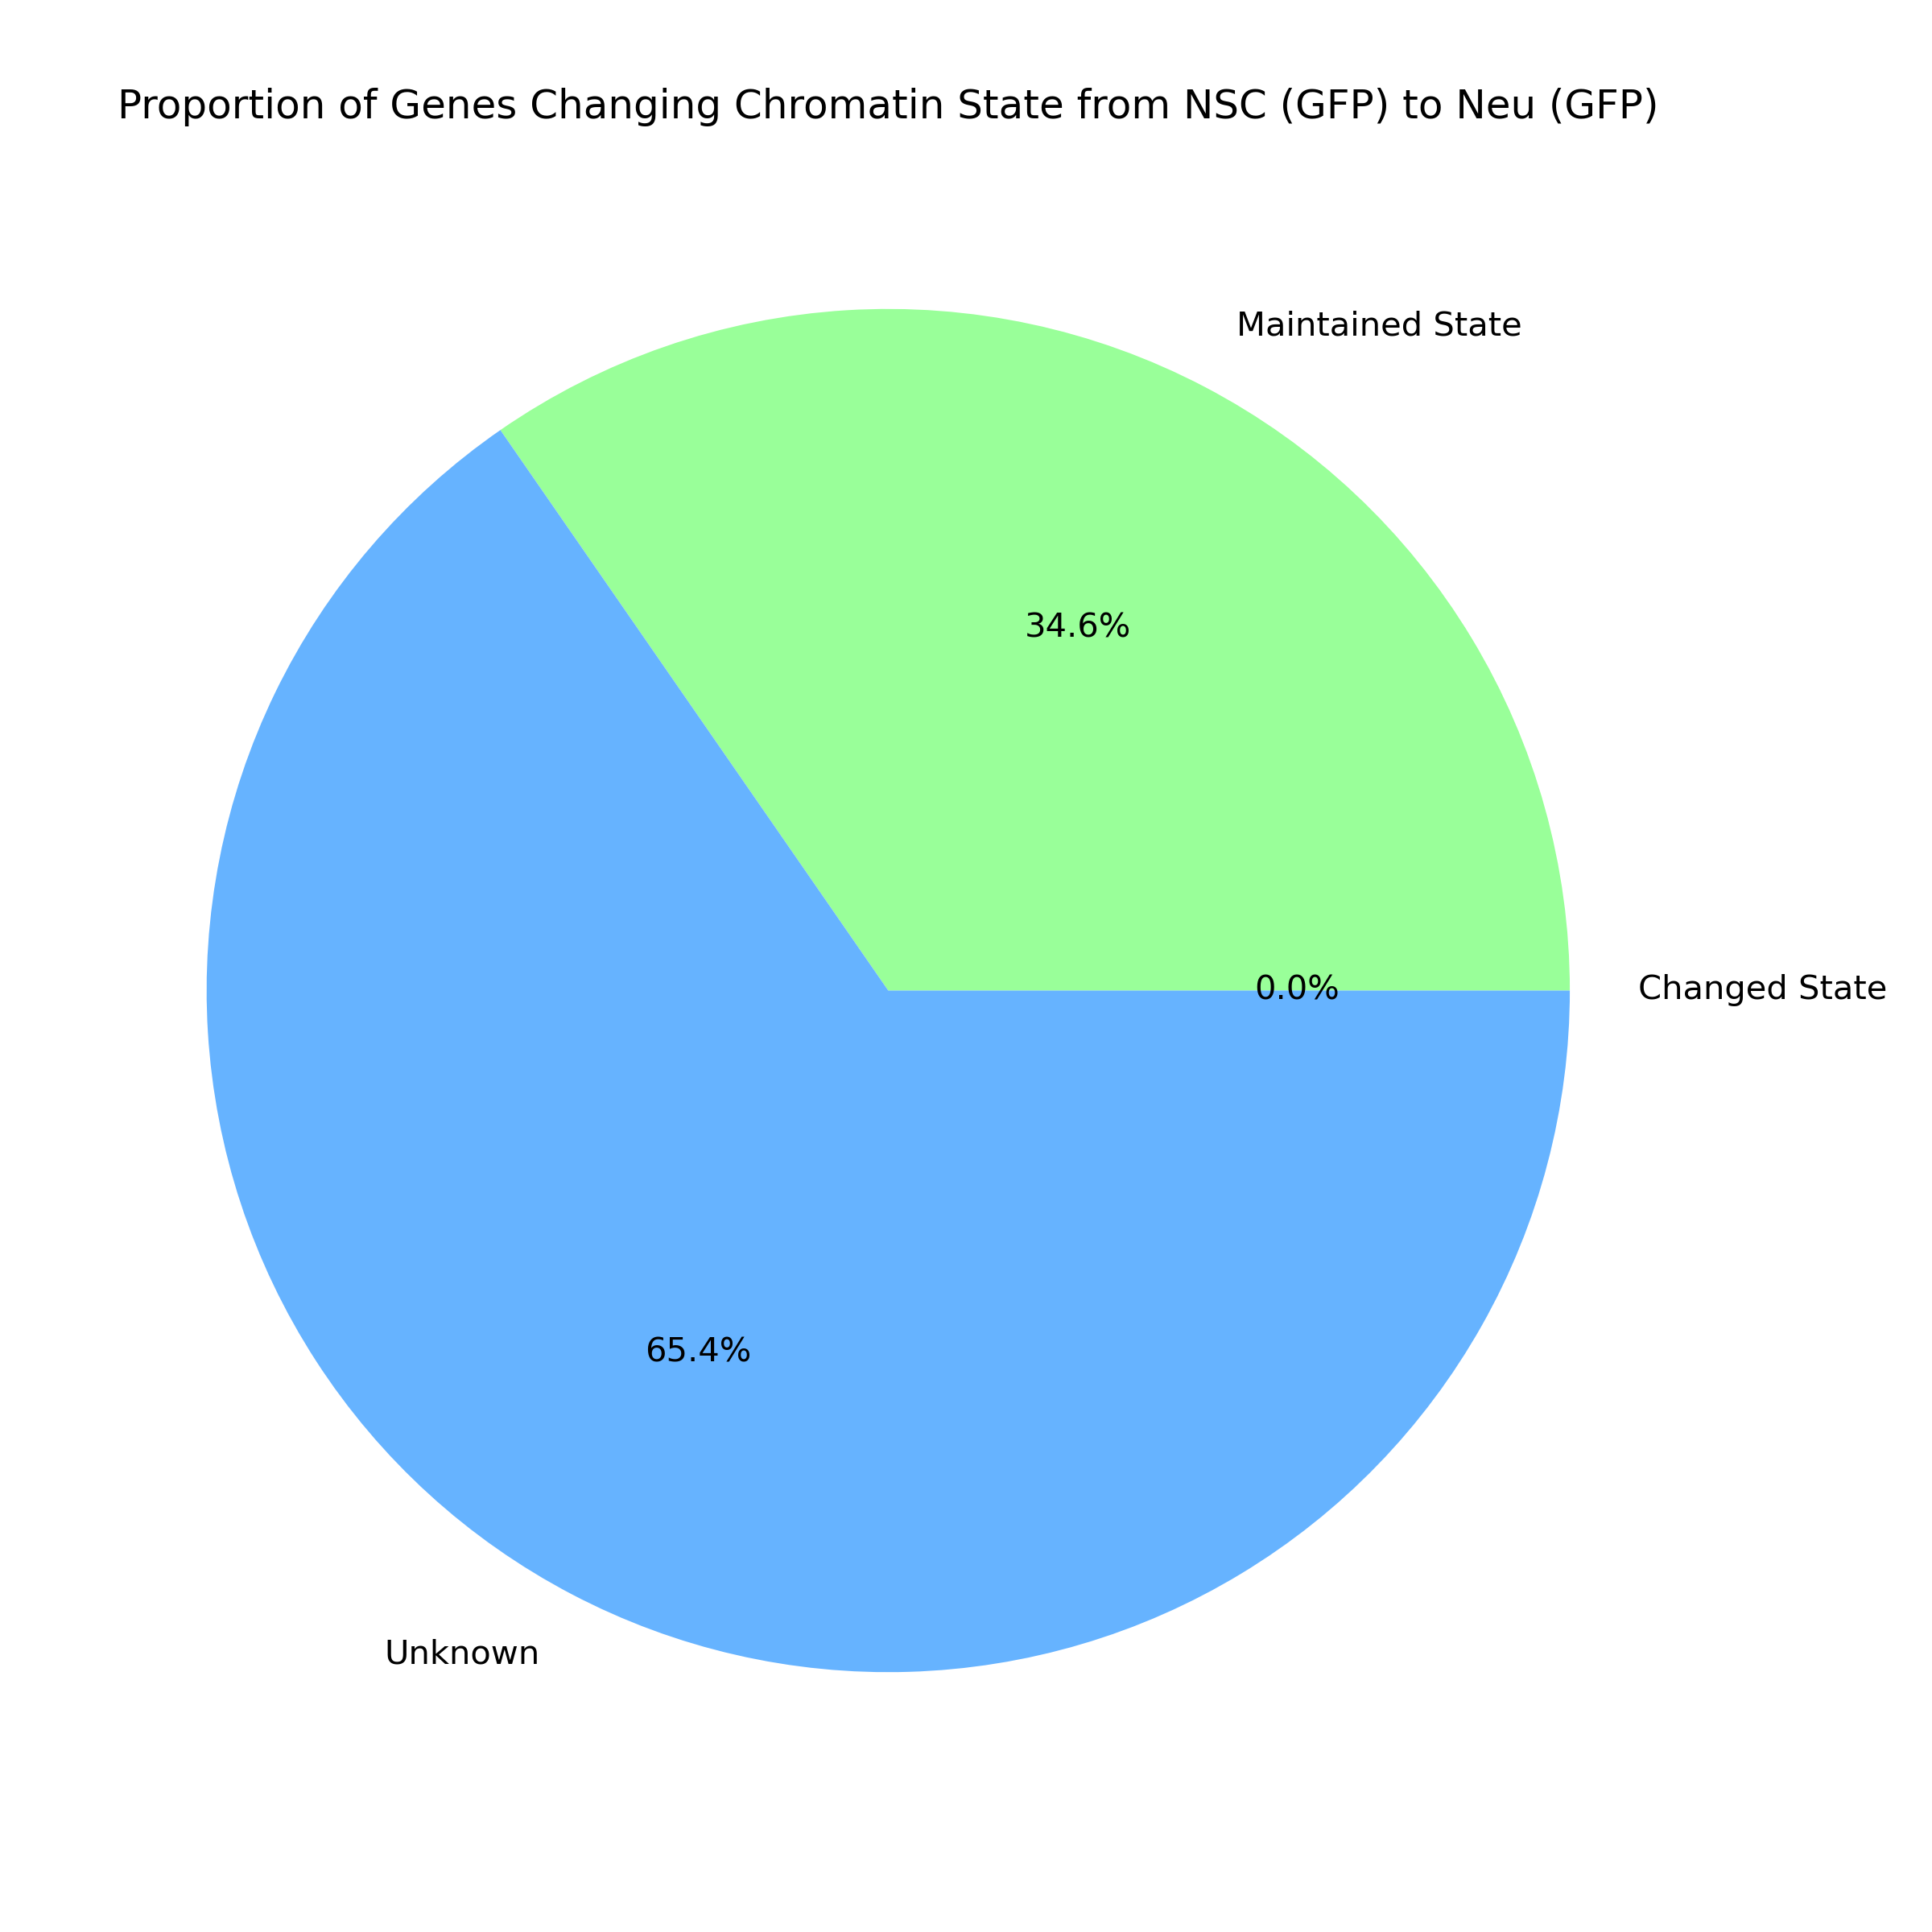 Proportion of Genes Changing Chromatin State from NSC (GFP) to Neu (GFP)
Maintained State
34.6%
0.0%
Changed State
65.4%
Unknown